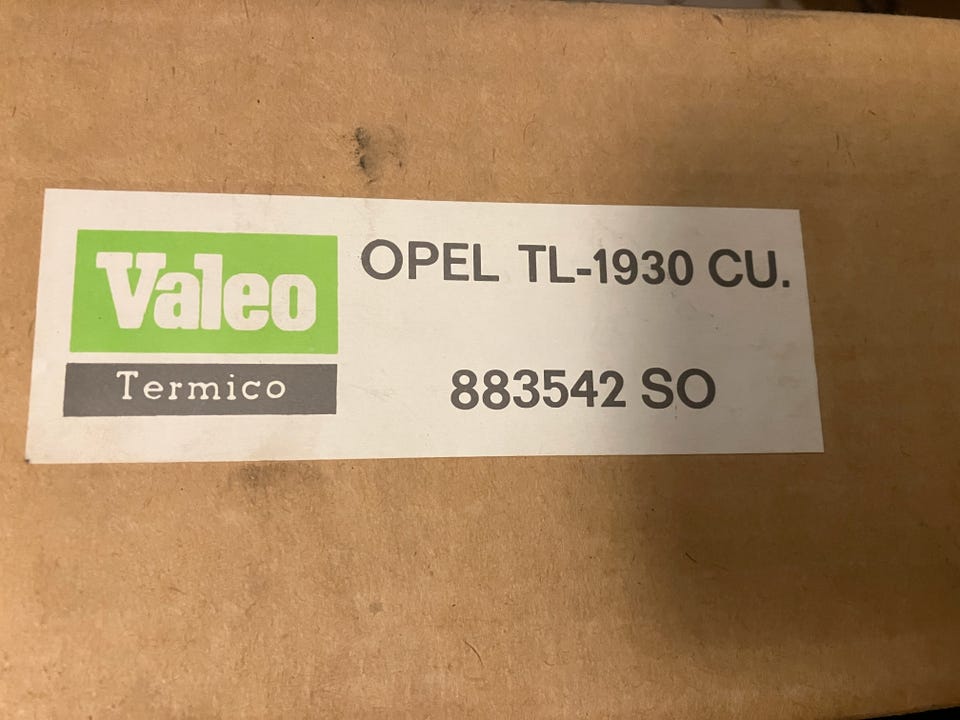 Valeo
Termico
OPEL TL-1930 CU.
883542 SO